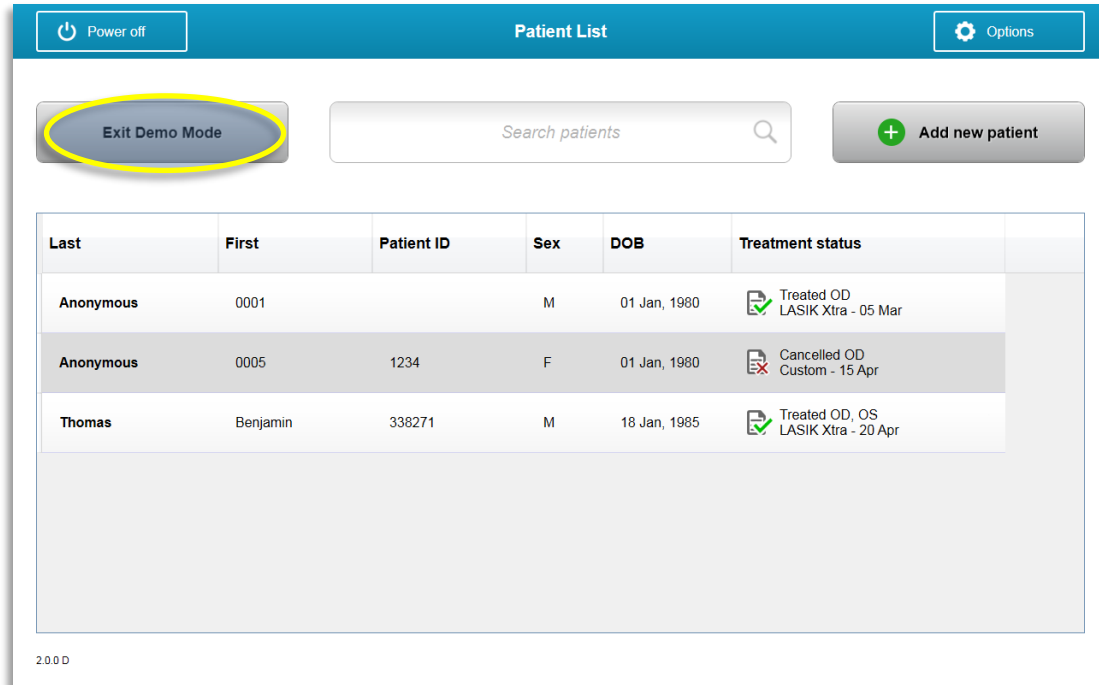 Power off
Patient List
Options
Exit Demo Mode
Search patients
Add new patient
Last First Patient ID Sex DOB Treatment status
Anonymous 0001 M 01 Jan, 1980 Treated OD
LASIK Xtra - 05 Mar
Anonymous 0005 1234 F 01 Jan, 1980 Cancelled OD
Custom - 15 Apr
Thomas Benjamin 338271 M 18 Jan, 1985 Treated OD, OS
LASIK Xtra - 20 Apr
2.0.0 D